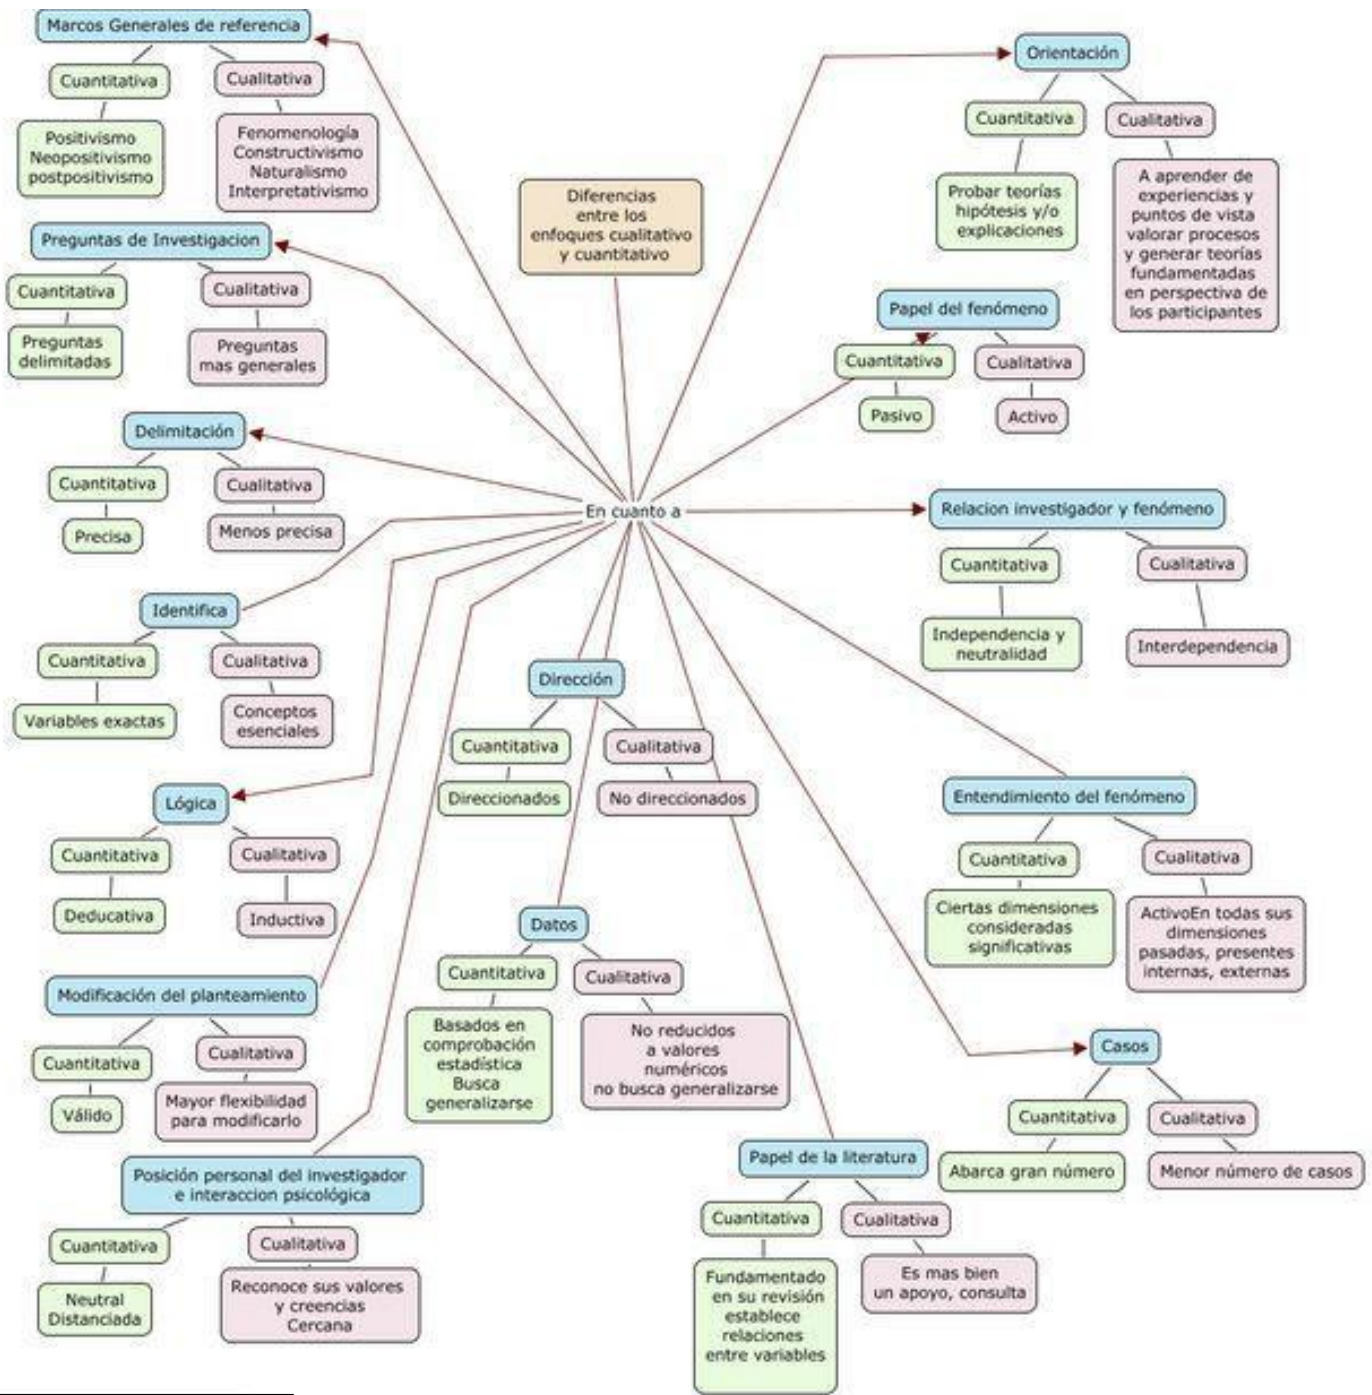 Marcos Generales de referencia
Cuantitativa
Cualitativa
Positivismo
Neopositivismo
postpositivismo
Fenomenología
Constructivismo
Naturalismo
Interpretativismo
Preguntas de Investigacion
Cuantitativa
Cualitativa
Preguntas
delimitadas
Preguntas
mas generales
Delimitación
Cuantitativa
Cualitativa
Precisa
Menos precisa
Identifica
Cuantitativa
Cualitativa
Variables exactas
Conceptos
esenciales
Lógica
Cuantitativa
Cualitativa
Deducativa
Inductiva
Modificación del planteamiento
Cuantitativa
Cualitativa
Válido
Mayor flexibilidad
para modificarlo
Posición personal del investigador
e interaccion psicológica
Cuantitativa
Cualitativa
Neutral
Distanciada
Reconoce sus valores
y creencias
Cercana
Diferencias
entre los
enfoques cualitativo
y cuantitativo
En cuanto a
Dirección
Cuantitativa
Cualitativa
Direccionados
No direccionados
Datos
Cuantitativa
Cualitativa
Basados en
comprobación
estadística
Busca
generalizarse
No reducidos
a valores
numéricos
no busca generalizarse
Papel de la literatura
Cuantitativa
Cualitativa
Fundamentado
en su revisión
establece
relaciones
entre variables
Es mas bien
un apoyo, consulta
Orientación
Cuantitativa
Cualitativa
Probar teorías
hipótesis y/o
explicaciones
A aprender de
experiencias y
puntos de vista
valorar procesos
y generar teorías
fundamentadas
en perspectiva de
los participantes
Papel del fenómeno
Cuantitativa
Cualitativa
Pasivo
Activo
Relacion investigador y fenómeno
Cuantitativa
Cualitativa
Independencia y
neutralidad
Interdependencia
Entendimiento del fenómeno
Cuantitativa
Cualitativa
Ciertas dimensiones
consideradas
significativas
ActivoEn todas sus
dimensiones
pasadas, presentes
internas, externas
Casos
Cuantitativa
Cualitativa
Abarca gran número
Menor número de casos